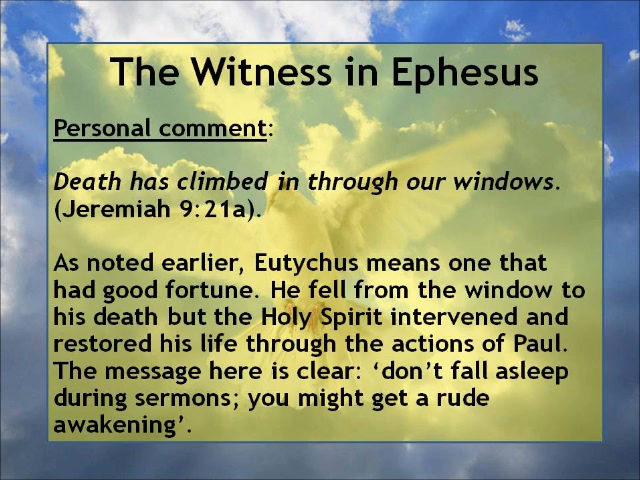 The Witness in Ephesus
Personal comment:
Death has climbed in through our windows.
(Jeremiah 9:21a).
As noted earlier, Eutychus means one that
had good fortune. He fell from the window to
his death but the Holy Spirit intervened and
restored his life through the actions of Paul.
The message here is clear: ‘don’t fall asleep
during sermons; you might get a rude
awakening’.